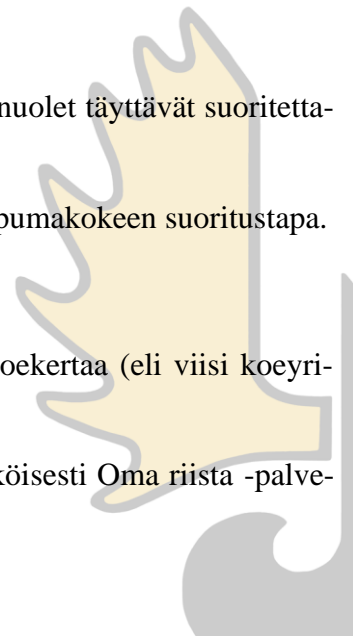 nuolet täyttävät suoritetta-
pumakokeen suoritustapa.
oekertaa (eli viisi koeyri-
köisesti Oma riista -palve-